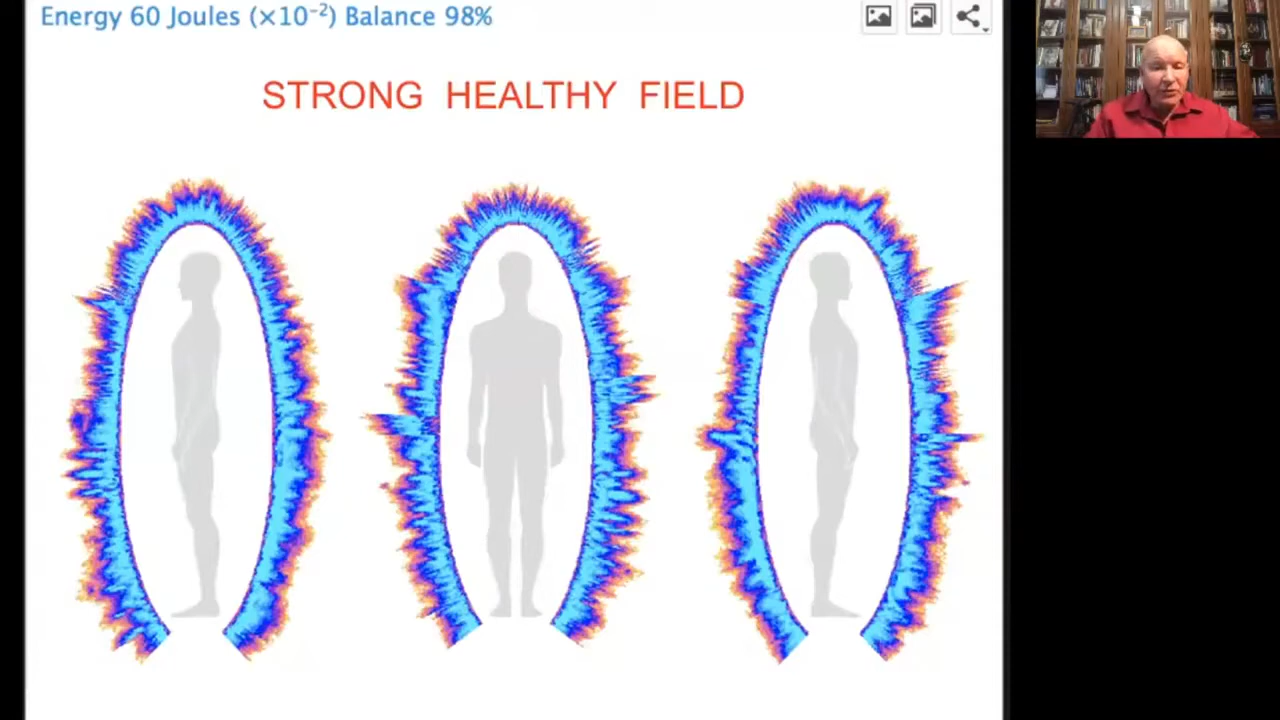 Energy 60 Joules (×10⁻²) Balance 98%
STRONG HEALTHY FIELD